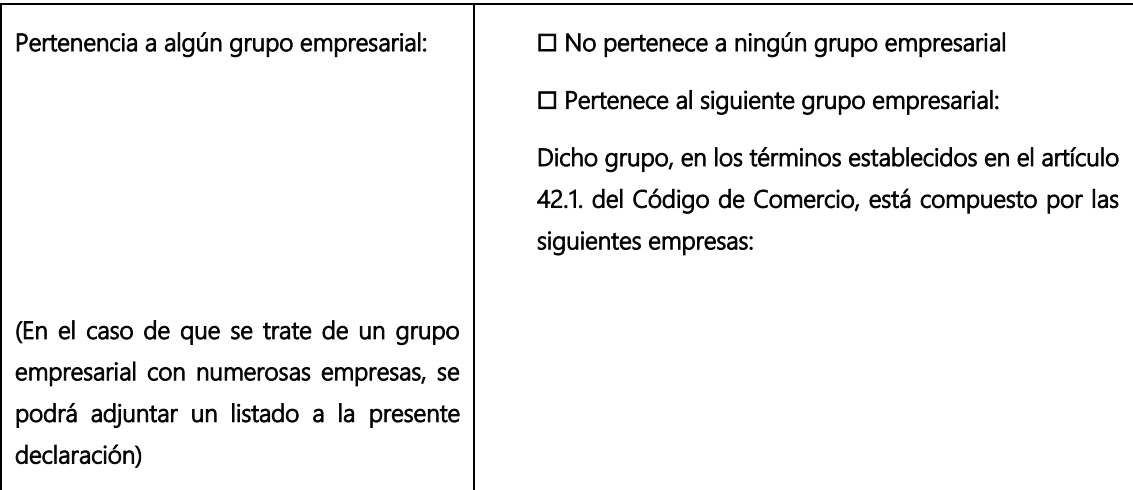 Pertenencia a algún grupo empresarial:
(En el caso de que se trate de un grupo
empresarial con numerosas empresas, se
podrá adjuntar un listado a la presente
declaración)
☐ No pertenece a ningún grupo empresarial
☐ Pertenece al siguiente grupo empresarial:
Dicho grupo, en los términos establecidos en el artículo
42.1. del Código de Comercio, está compuesto por las
siguientes empresas: